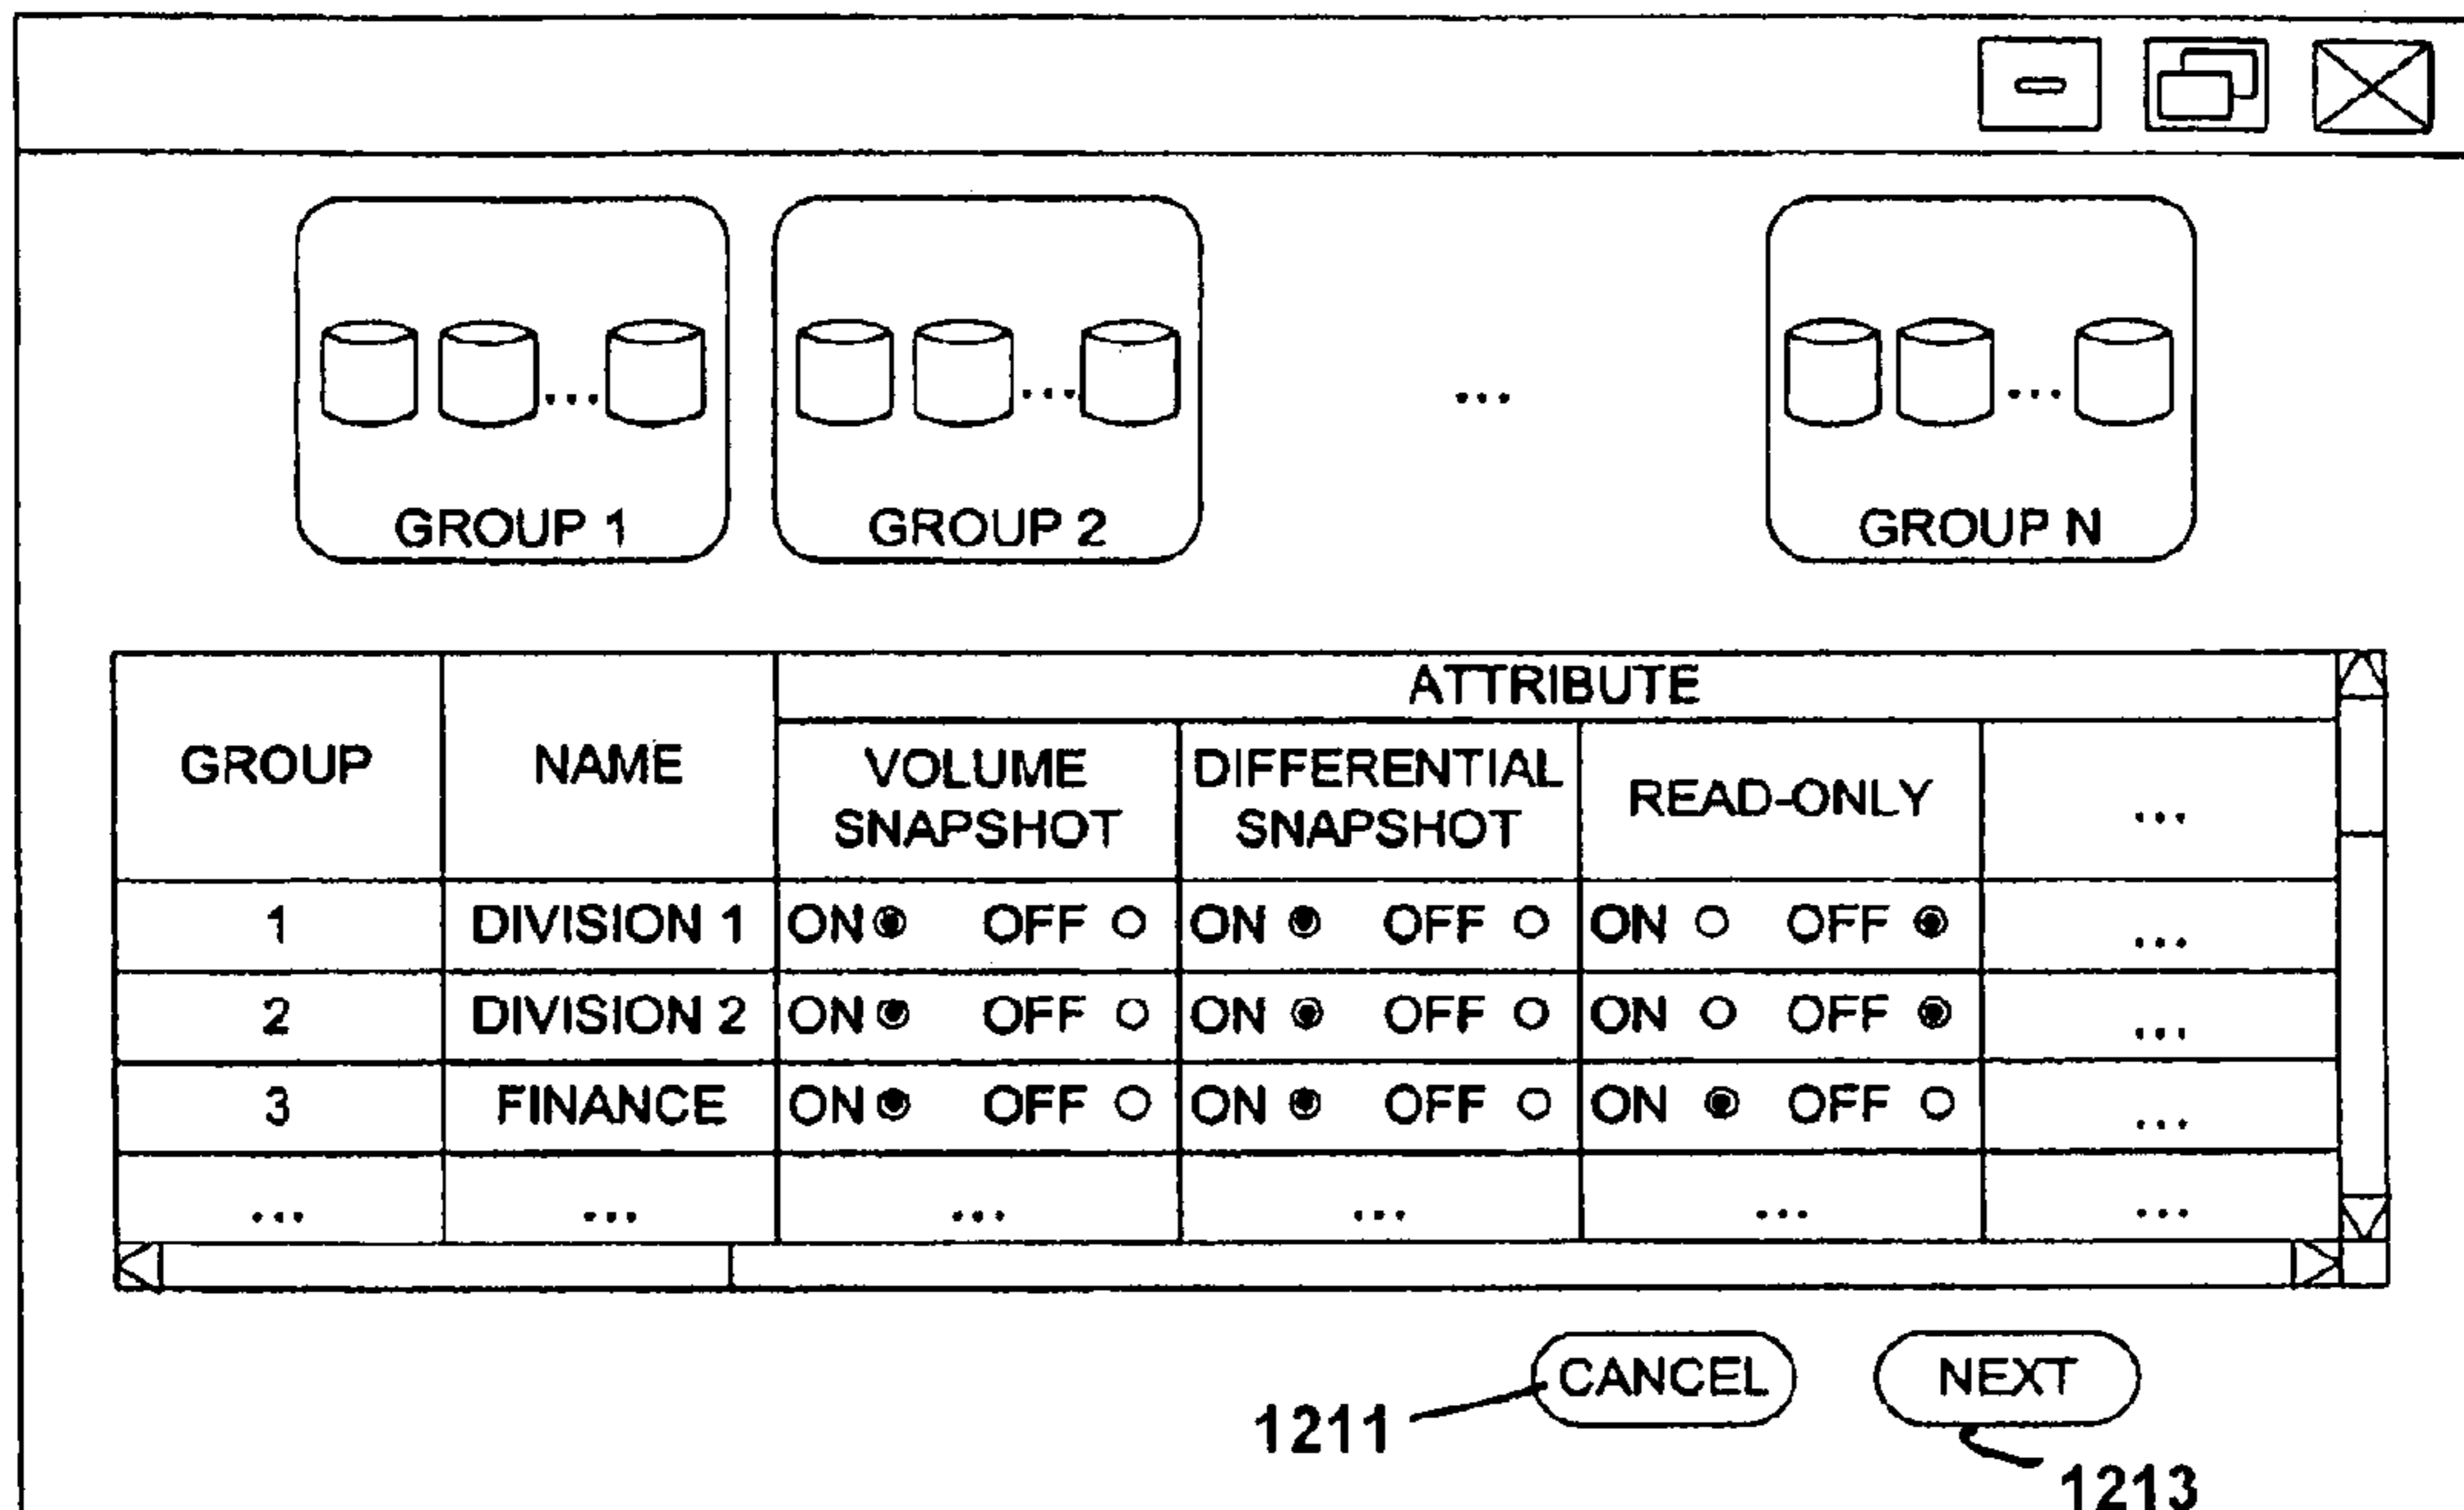 ... ... ... ...
GROUP 1 GROUP 2 GROUP N
ATTRIBUTE
GROUP NAME VOLUME SNAPSHOT DIFFERENTIAL SNAPSHOT READ-ONLY ...
1 DIVISION 1 ON OFF ON OFF ON OFF ...
2 DIVISION 2 ON OFF ON OFF ON OFF ...
3 FINANCE ON OFF ON OFF ON OFF ...
... ... ... ... ... ...
CANCEL NEXT
1211
1213